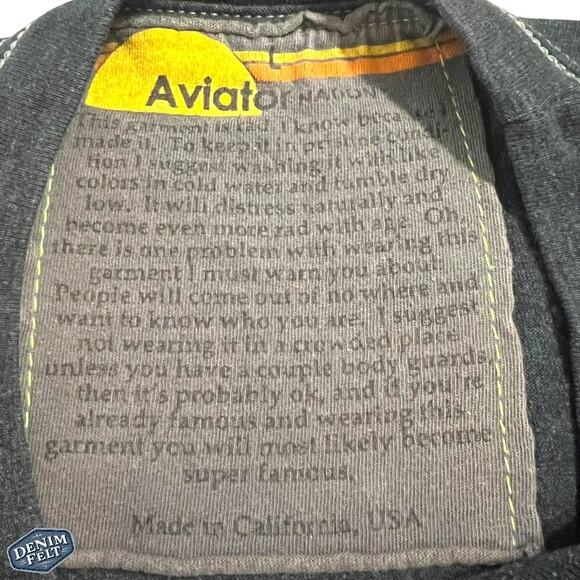 L
Aviator NATION
This garment is rad. I know because I
made it. To keep it in pristine condi-
tion I suggest washing it with like
colors in cold water and tumble dry
low. It will distress naturally and
become even more rad with age. Oh,
there is one problem with wearing this
garment I must warn you about.
People will come out of no where and
want to know who you are. I suggest
not wearing it in a crowded place
unless you have a couple body guards,
then it's probably ok, and if you're
already famous and wearing this
garment you will most likely become
super famous.
Made in California, USA
DENIM
FELT